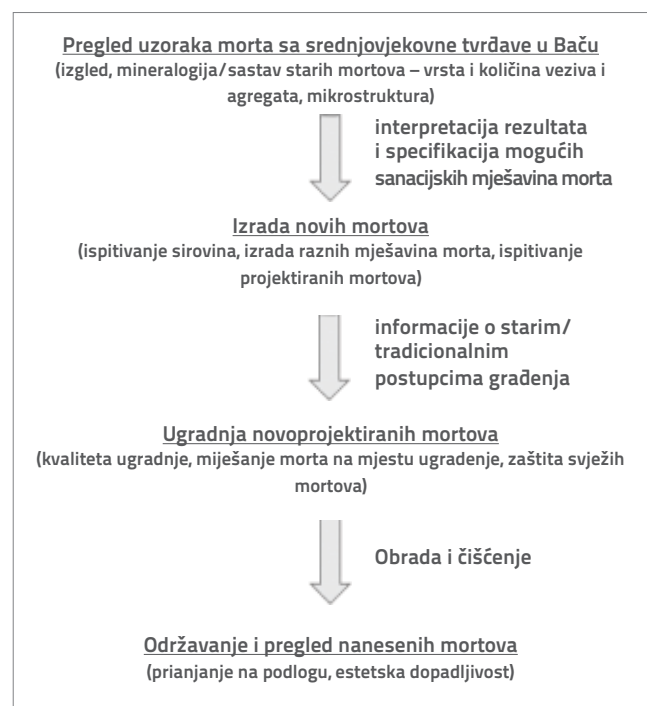 Pregled uzoraka morta sa srednjovjekovne tvrđave u Baču
(izgled, mineralogija/sastav starih mortova – vrsta i količina veziva i
agregata, mikrostruktura)
interpretacija rezultata
i specifikacija mogućih
sanacijskih mješavina morta
Izrada novih mortova
(ispitivanje sirovina, izrada raznih mješavina morta, ispitivanje
projektiranih mortova)
informacije o starim/
tradicionalnim
postupcima građenja
Ugradnja novoprojektiranih mortova
(kvaliteta ugradnje, miješanje morta na mjestu ugrađenje, zaštita svježih
mortova)
Obrada i čišćenje
Održavanje i pregled nanesenih mortova
(prianjanje na podlogu, estetska dopadljivost)